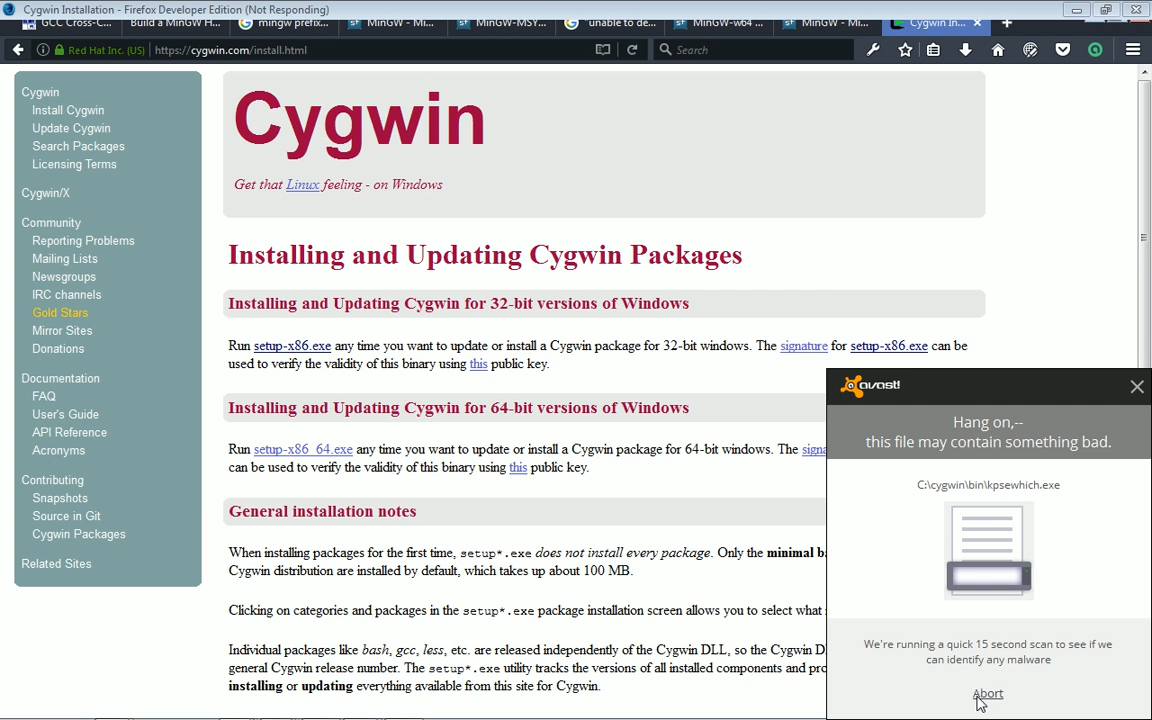 Cygwin Installation - Firefox Developer Edition (Not Responding)
GCC Cross-C... Build a MinGW H... mingw prefix... MinGW - Mi... MinGW-MSY... unable to de... MinGW-w64 ... MinGW - Mi... Cygwin In...
Red Hat Inc. (US) https://cygwin.com/install.html Search
Cygwin
Install Cygwin
Update Cygwin
Search Packages
Licensing Terms
Cygwin/X
Community
Reporting Problems
Mailing Lists
Newsgroups
IRC channels
Gold Stars
Mirror Sites
Donations
Documentation
FAQ
User's Guide
API Reference
Acronyms
Contributing
Snapshots
Source in Git
Cygwin Packages
Related Sites
Cygwin
Get that Linux feeling - on Windows
Installing and Updating Cygwin Packages
Installing and Updating Cygwin for 32-bit versions of Windows
Run setup-x86.exe any time you want to update or install a Cygwin package for 32-bit windows. The signature for setup-x86.exe can be
used to verify the validity of this binary using this public key.
Installing and Updating Cygwin for 64-bit versions of Windows
Run setup-x86_64.exe any time you want to update or install a Cygwin package for 64-bit windows. The signa
can be used to verify the validity of this binary using this public key.
General installation notes
When installing packages for the first time, setup*.exe does not install every package. Only the minimal ba
Cygwin distribution are installed by default, which takes up about 100 MB.
Clicking on categories and packages in the setup*.exe package installation screen allows you to select what
Individual packages like bash, gcc, less, etc. are released independently of the Cygwin DLL, so the Cygwin D
general Cygwin release number. The setup*.exe utility tracks the versions of all installed components and pro
installing or updating everything available from this site for Cygwin.
avast!
Hang on,--
this file may contain something bad.
C:\cygwin\bin\kpsewhich.exe
We're running a quick 15 second scan to see if we
can identify any malware
Abort